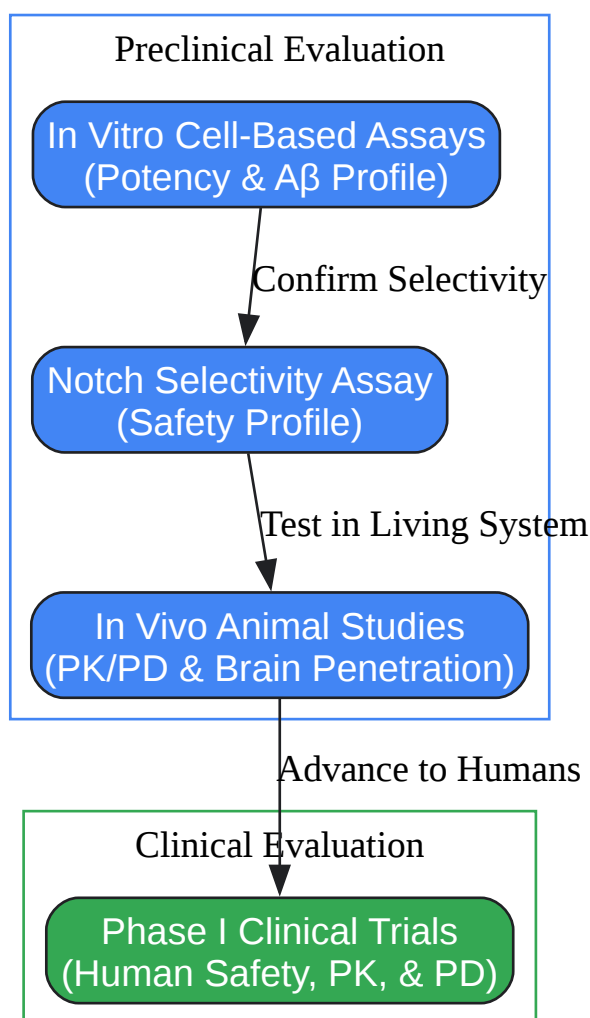 Preclinical Evaluation
In Vitro Cell-Based Assays
(Potency & Aβ Profile)
Confirm Selectivity
Notch Selectivity Assay
(Safety Profile)
Test in Living System
In Vivo Animal Studies
(PK/PD & Brain Penetration)
Advance to Humans
Clinical Evaluation
Phase I Clinical Trials
(Human Safety, PK, & PD)